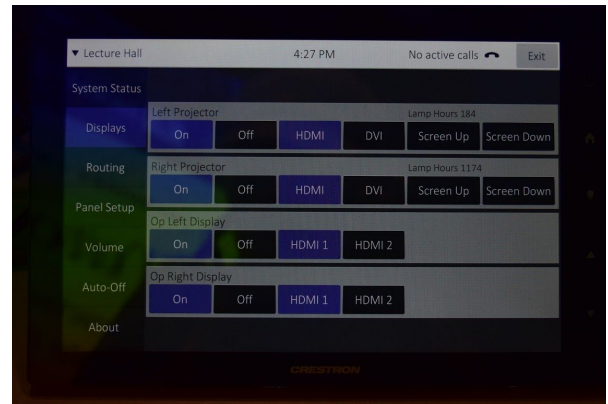 ▼ Lecture Hall 4:27 PM No active calls Exit
System Status
Displays
Routing
Panel Setup
Volume
Auto-Off
About
Left Projector Lamp Hours 184
On Off HDMI DVI Screen Up Screen Down
Right Projector Lamp Hours 1174
On Off HDMI DVI Screen Up Screen Down
Op Left Display
On Off HDMI 1 HDMI 2
Op Right Display
On Off HDMI 1 HDMI 2
CRESTRON